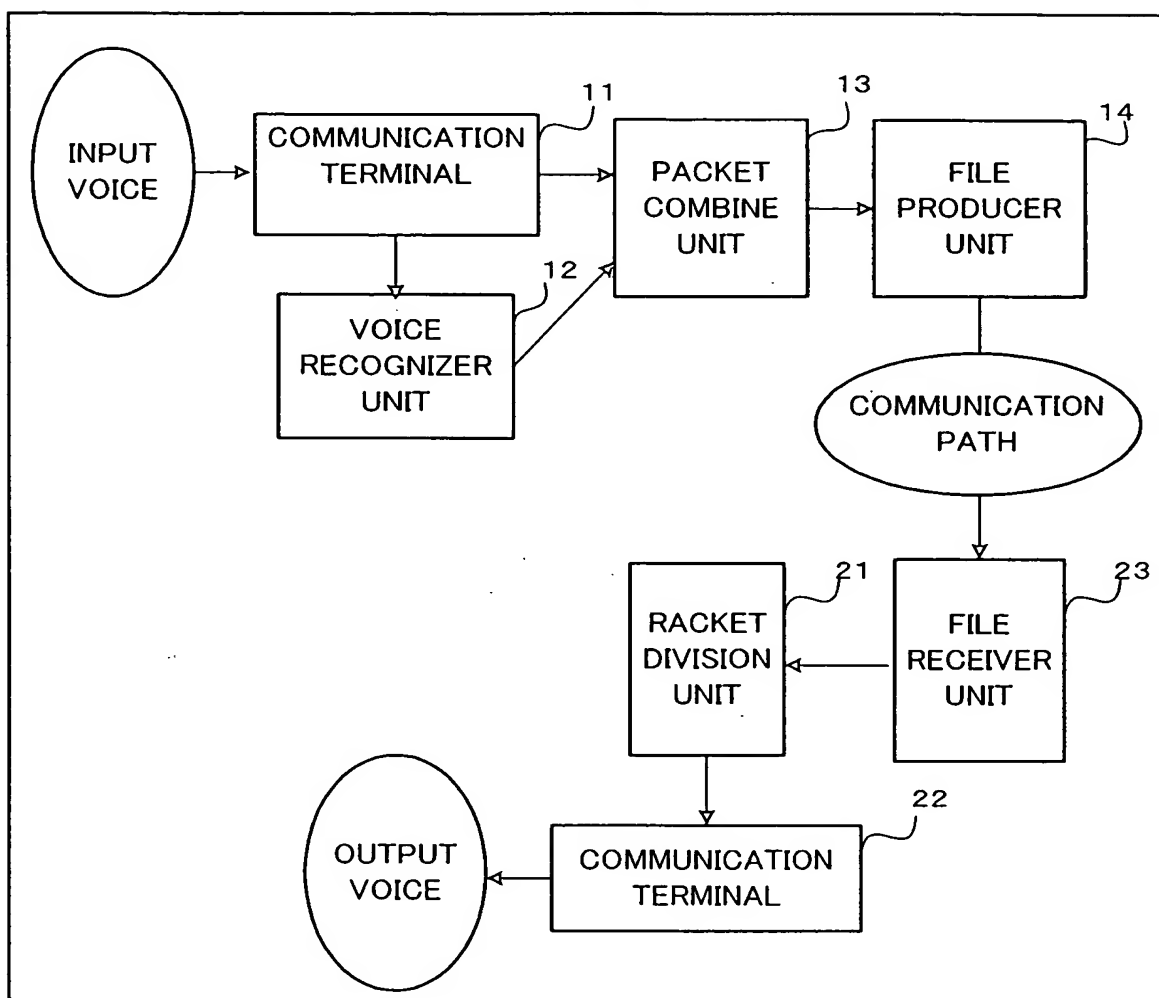 INPUT
VOICE
COMMUNICATION
TERMINAL
11
VOICE
RECOGNIZER
UNIT
12
PACKET
COMBINE
UNIT
13
FILE
PRODUCER
UNIT
14
COMMUNICATION
PATH
FILE
RECEIVER
UNIT
23
RACKET
DIVISION
UNIT
21
COMMUNICATION
TERMINAL
22
OUTPUT
VOICE